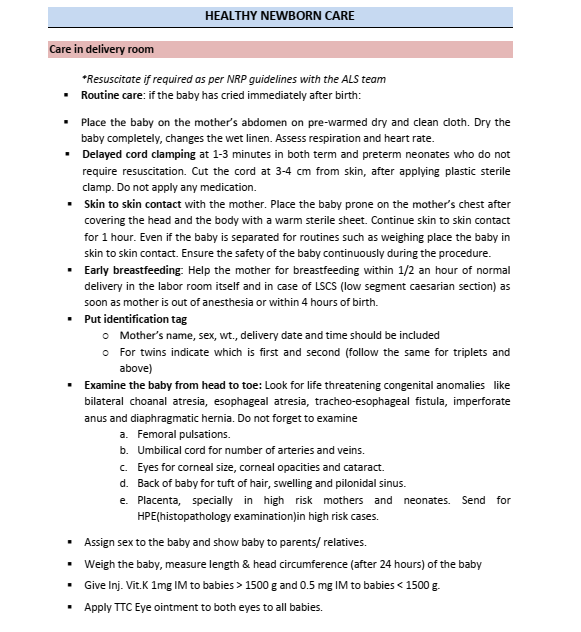 HEALTHY NEWBORN CARE
Care in delivery room
*Resuscitate if required as per NRP guidelines with the ALS team
▪ Routine care: if the baby has cried immediately after birth:
▪ Place the baby on the mother's abdomen on pre-warmed dry and clean cloth. Dry the
baby completely, changes the wet linen. Assess respiration and heart rate.
▪ Delayed cord clamping at 1-3 minutes in both term and preterm neonates who do not
require resuscitation. Cut the cord at 3-4 cm from skin, after applying plastic sterile
clamp. Do not apply any medication.
▪ Skin to skin contact with the mother. Place the baby prone on the mother's chest after
covering the head and the body with a warm sterile sheet. Continue skin to skin contact
for 1 hour. Even if the baby is separated for routines such as weighing place the baby in
skin to skin contact. Ensure the safety of the baby continuously during the procedure.
▪ Early breastfeeding: Help the mother for breastfeeding within 1/2 an hour of normal
delivery in the labor room itself and in case of LSCS (low segment caesarian section) as
soon as mother is out of anesthesia or within 4 hours of birth.
▪ Put identification tag
o Mother's name, sex, wt., delivery date and time should be included
o For twins indicate which is first and second (follow the same for triplets and
above)
▪ Examine the baby from head to toe: Look for life threatening congenital anomalies like
bilateral choanal atresia, esophageal atresia, tracheo-esophageal fistula, imperforate
anus and diaphragmatic hernia. Do not forget to examine
a. Femoral pulsations.
b. Umbilical cord for number of arteries and veins.
c. Eyes for corneal size, corneal opacities and cataract.
d. Back of baby for tuft of hair, swelling and pilonidal sinus.
e. Placenta, specially in high risk mothers and neonates. Send for
HPE(histopathology examination)in high risk cases.
▪ Assign sex to the baby and show baby to parents/ relatives.
▪ Weigh the baby, measure length & head circumference (after 24 hours) of the baby
▪ Give Inj. Vit.K 1mg IM to babies > 1500 g and 0.5 mg IM to babies < 1500 g.
▪ Apply TTC Eye ointment to both eyes to all babies.